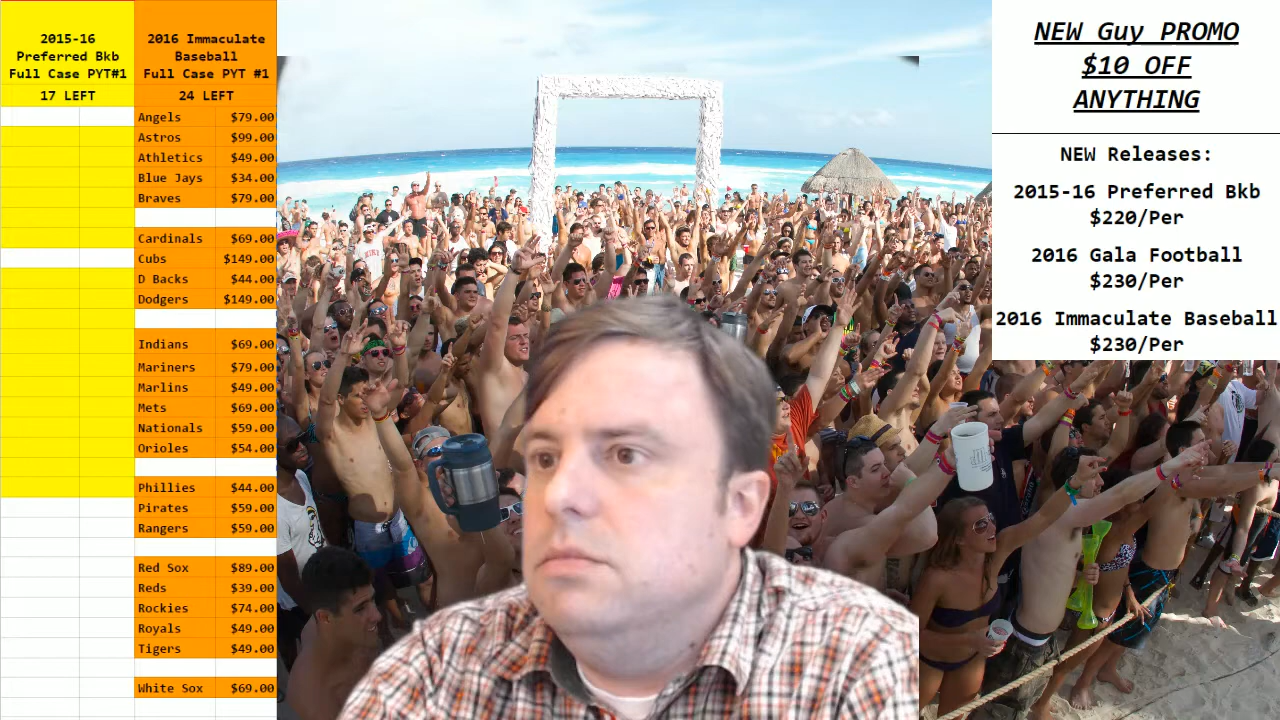 2015-16
Preferred Bkb
Full Case PYT#1
17 LEFT
2016 Immaculate
Baseball
Full Case PYT #1
24 LEFT
Angels $79.00
Astros $99.00
Athletics $49.00
Blue Jays $34.00
Braves $79.00
Cardinals $69.00
Cubs $149.00
D Backs $44.00
Dodgers $149.00
Indians $69.00
Mariners $79.00
Marlins $49.00
Mets $69.00
Nationals $59.00
Orioles $54.00
Phillies $44.00
Pirates $59.00
Rangers $59.00
Red Sox $89.00
Reds $39.00
Rockies $74.00
Royals $49.00
Tigers $49.00
White Sox $69.00
NEW Guy PROMO
$10 OFF
ANYTHING
NEW Releases:
2015-16 Preferred Bkb
$220/Per
2016 Gala Football
$230/Per
2016 Immaculate Baseball
$230/Per